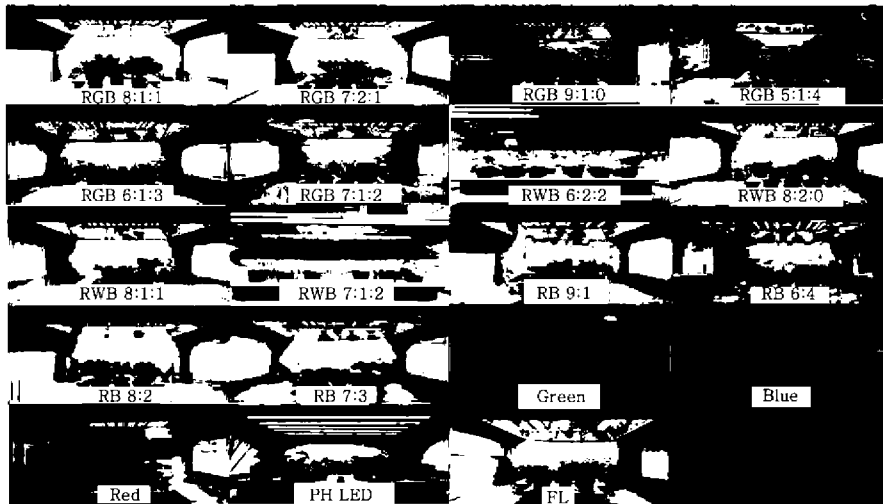 RGB 8:1:1
RGB 7:2:1
RGB 9:1:0
RGB 5:1:4
RGB 6:1:3
RGB 7:1:2
RWB 6:2:2
RWB 8:2:0
RWB 8:1:1
RWB 7:1:2
RB 9:1
RB 6:4
RB 8:2
RB 7:3
Green
Blue
Red
PH LED
FL